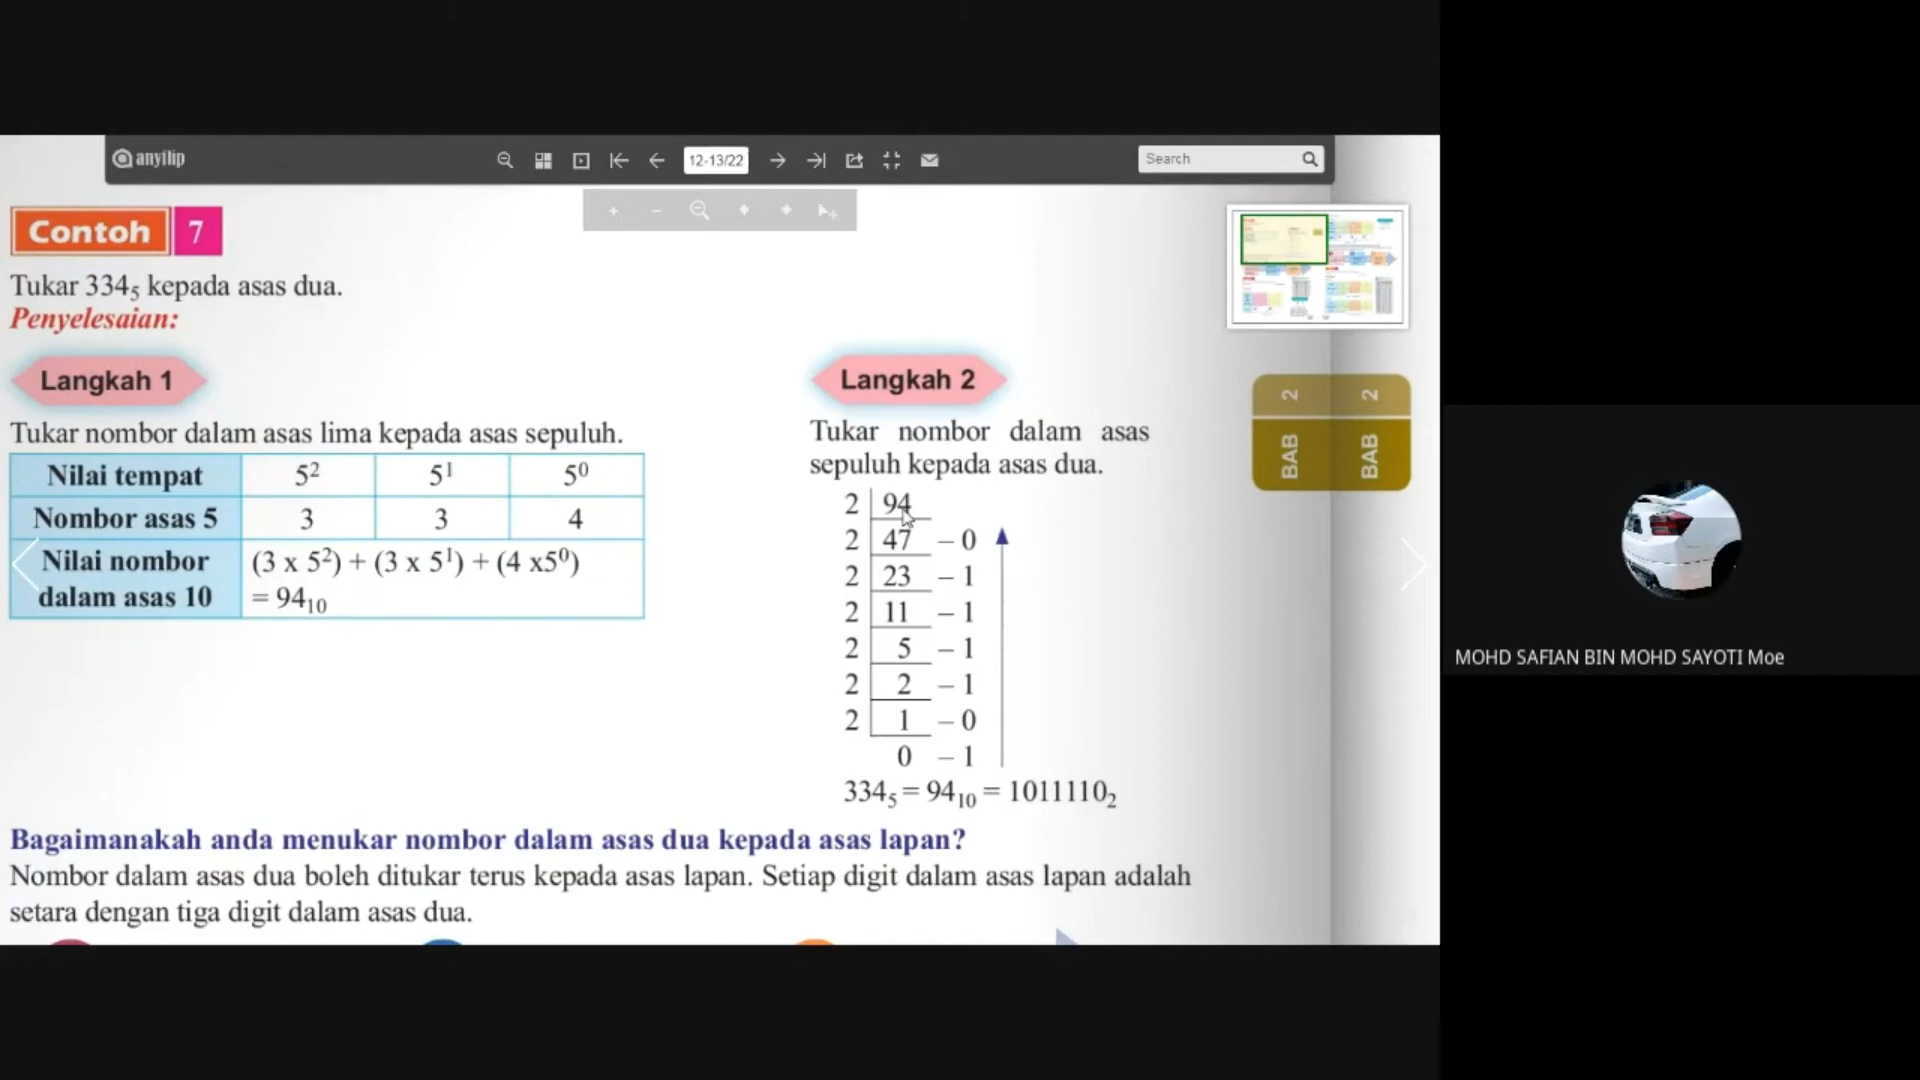 anyflip
12-13/22
Search
Contoh 7
Tukar 334₅ kepada asas dua.
Penyelesaian:
Langkah 1
Tukar nombor dalam asas lima kepada asas sepuluh.
Nilai tempat 5² 5¹ 5⁰
Nombor asas 5 3 3 4
Nilai nombor dalam asas 10 (3 x 5²) + (3 x 5¹) + (4 x5⁰)
= 94₁₀
Langkah 2
Tukar nombor dalam asas
sepuluh kepada asas dua.
2 94
2 47 – 0
2 23 – 1
2 11 – 1
2 5 – 1
2 2 – 1
2 1 – 0
0 – 1
334₅ = 94₁₀ = 1011110₂
Bagaimanakah anda menukar nombor dalam asas dua kepada asas lapan?
Nombor dalam asas dua boleh ditukar terus kepada asas lapan. Setiap digit dalam asas lapan adalah
setara dengan tiga digit dalam asas dua.
BAB 2
BAB 2
MOHD SAFIAN BIN MOHD SAYOTI Moe